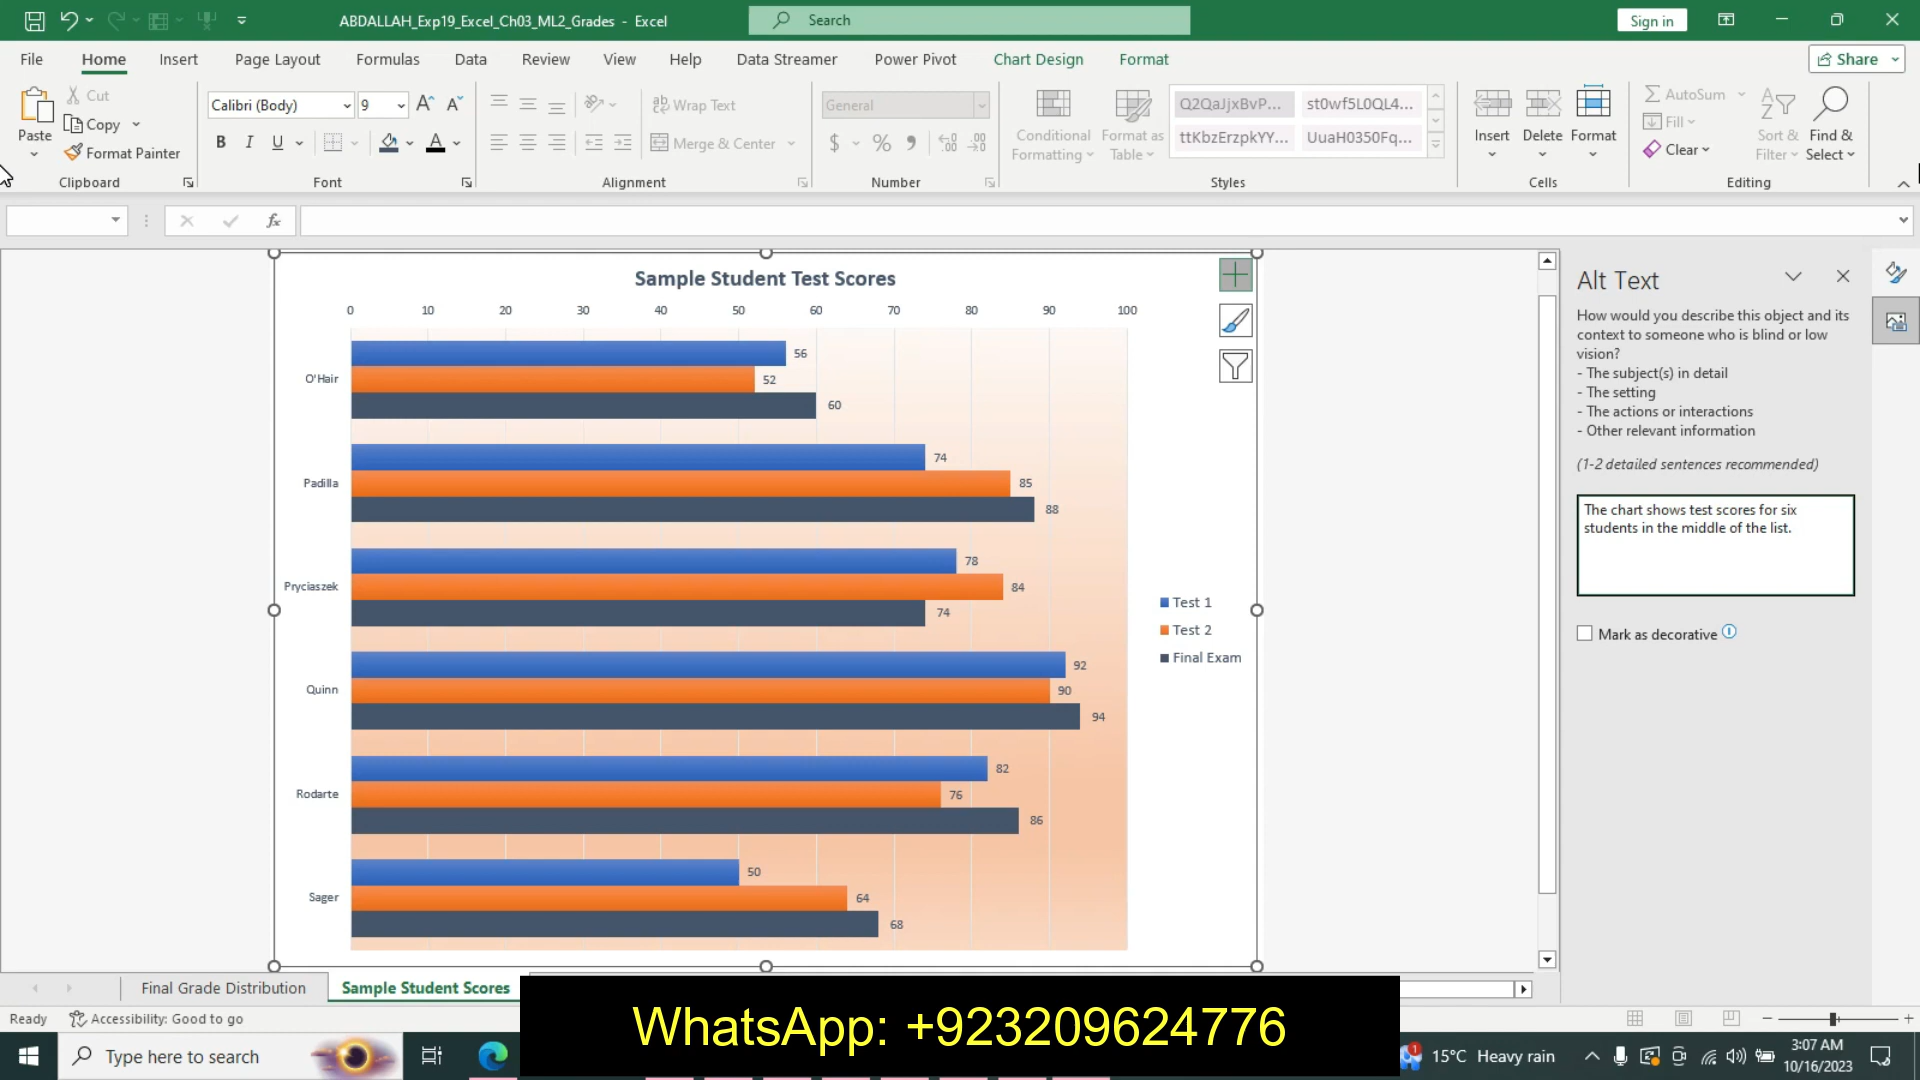 ABDALLAH_Exp19_Excel_Ch03_ML2_Grades - Excel
Search
Sign in
File
Home
Insert
Page Layout
Formulas
Data
Review
View
Help
Data Streamer
Power Pivot
Chart Design
Format
Share
Paste
Cut
Copy
Format Painter
Clipboard
Calibri (Body)
9
B I U
Font
Wrap Text
Merge & Center
Alignment
General
$ % 9
Number
Conditional Formatting
Format as Table
Q2QaJjxBvP...
st0wf5L0QL4...
ttKbzErzpkYY...
UuaH0350Fq...
Styles
Insert
Delete
Format
Cells
AutoSum
Fill
Clear
Sort & Filter
Find & Select
Editing
fx
Sample Student Test Scores
0 10 20 30 40 50 60 70 80 90 100
O'Hair
56
52
60
Padilla
74
85
88
Pryciaszek
78
84
74
Quinn
92
90
94
Rodarte
82
76
86
Sager
50
64
68
Test 1
Test 2
Final Exam
Alt Text
How would you describe this object and its
context to someone who is blind or low
vision?
- The subject(s) in detail
- The setting
- The actions or interactions
- Other relevant information
(1-2 detailed sentences recommended)
The chart shows test scores for six
students in the middle of the list.
Mark as decorative
Final Grade Distribution
Sample Student Scores
Ready
Accessibility: Good to go
WhatsApp: +923209624776
Type here to search
1
15°C Heavy rain
3:07 AM
10/16/2023